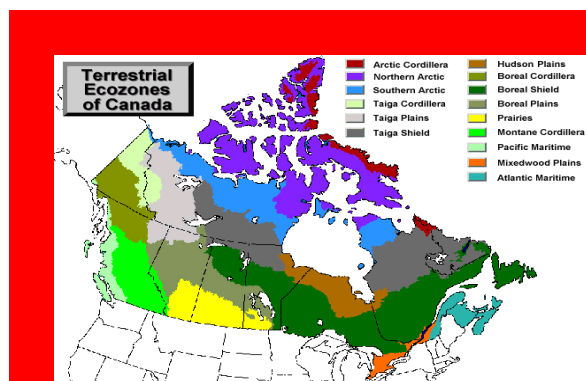 Terrestrial
Ecozones
of Canada
Arctic Cordillera
Northern Arctic
Southern Arctic
Taiga Cordillera
Taiga Plains
Taiga Shield
Hudson Plains
Boreal Cordillera
Boreal Shield
Boreal Plains
Prairies
Montane Cordillera
Pacific Maritime
Mixedwood Plains
Atlantic Maritime